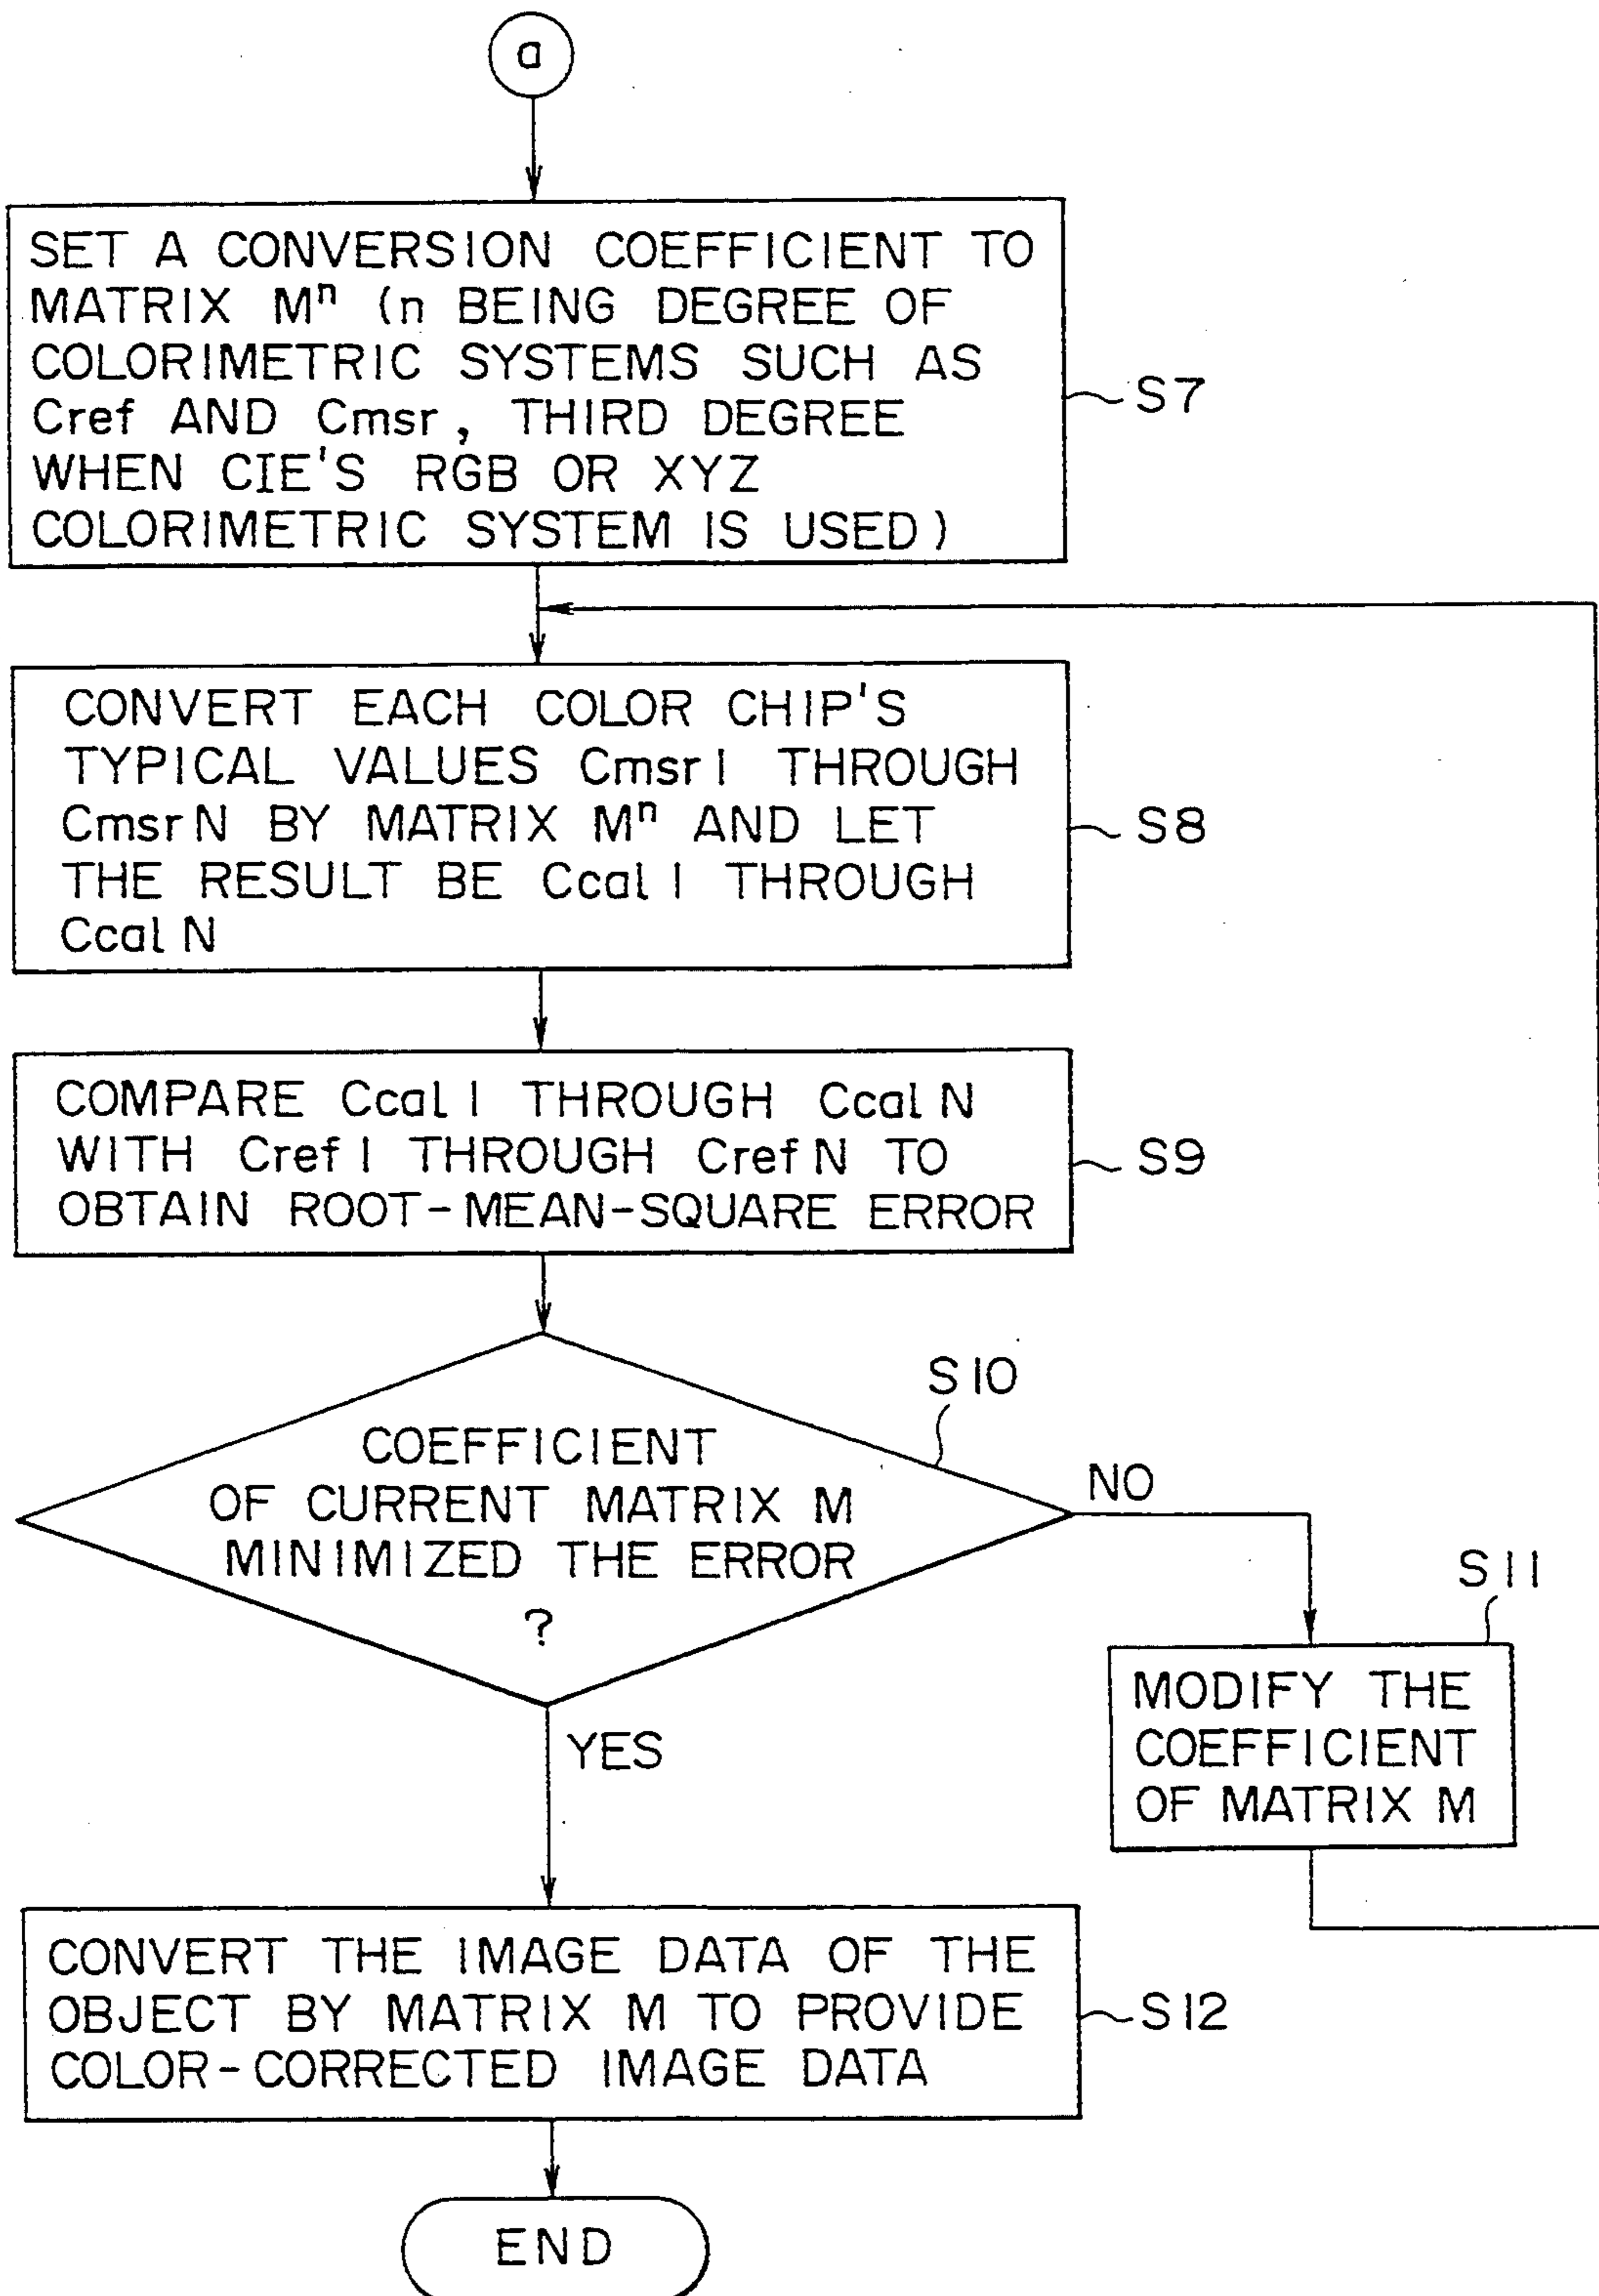 a
SET A CONVERSION COEFFICIENT TO
MATRIX Mⁿ (n BEING DEGREE OF
COLORIMETRIC SYSTEMS SUCH AS
Cref AND Cmsr, THIRD DEGREE
WHEN CIE'S RGB OR XYZ
COLORIMETRIC SYSTEM IS USED)
S7
CONVERT EACH COLOR CHIP'S
TYPICAL VALUES Cmsr1 THROUGH
CmsrN BY MATRIX Mⁿ AND LET
THE RESULT BE Ccal1 THROUGH
CcalN
S8
COMPARE Ccal1 THROUGH CcalN
WITH Cref1 THROUGH CrefN TO
OBTAIN ROOT-MEAN-SQUARE ERROR
S9
S10
COEFFICIENT
OF CURRENT MATRIX M
MINIMIZED THE ERROR
?
NO
S11
MODIFY THE
COEFFICIENT
OF MATRIX M
YES
CONVERT THE IMAGE DATA OF THE
OBJECT BY MATRIX M TO PROVIDE
COLOR-CORRECTED IMAGE DATA
S12
END